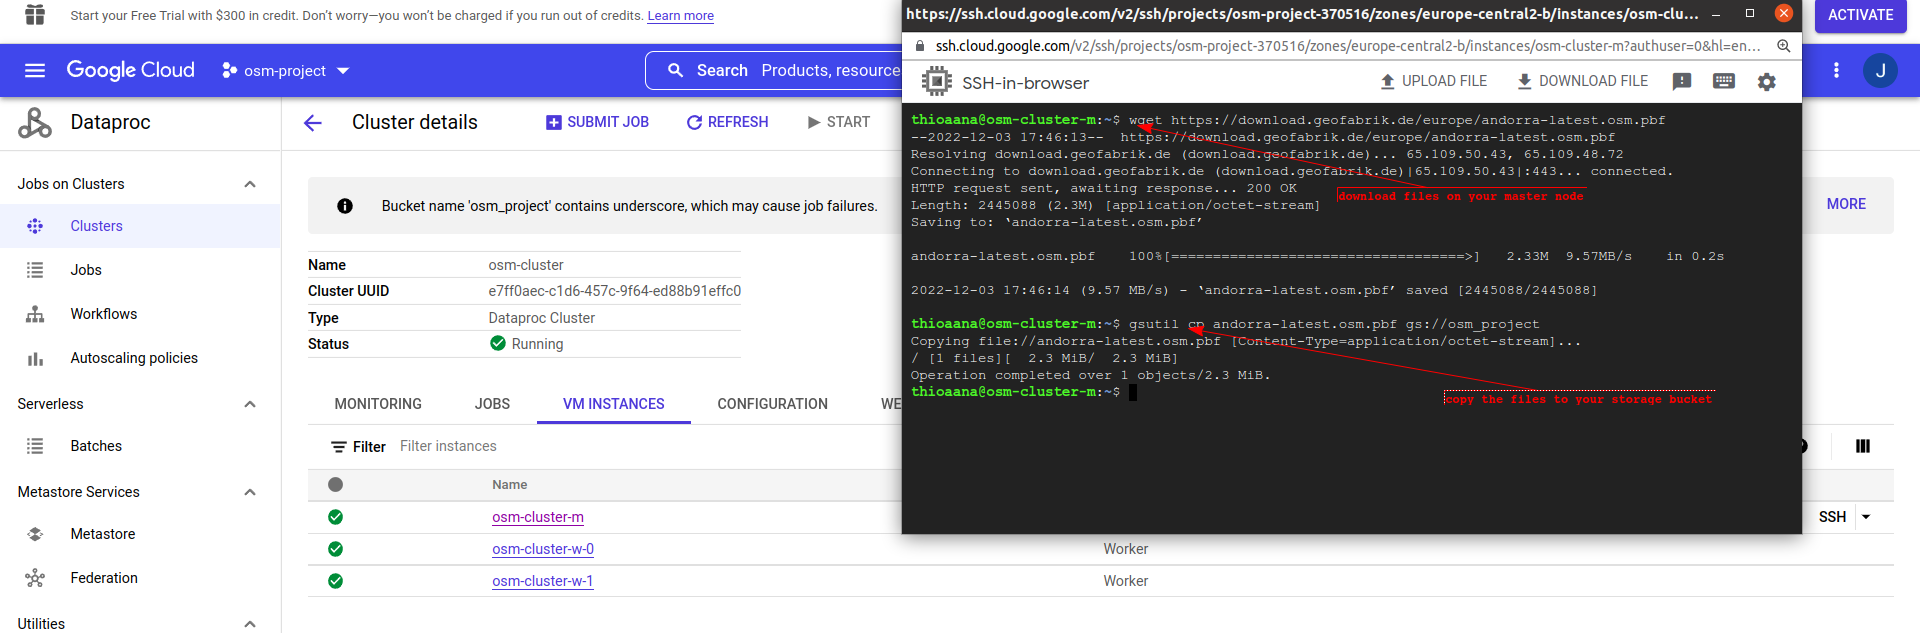 Start your Free Trial with $300 in credit. Don't worry—you won't be charged if you run out of credits. Learn more
ACTIVATE
Google Cloud
osm-project
Search Products, resource
J
Dataproc
Cluster details
SUBMIT JOB
REFRESH
START
Jobs on Clusters
Clusters
Jobs
Workflows
Autoscaling policies
Serverless
Batches
Metastore Services
Metastore
Federation
Utilities
Bucket name 'osm_project' contains underscore, which may cause job failures.
MORE
Name osm-cluster
Cluster UUID e7ff0aec-c1d6-457c-9f64-ed88b91effc0
Type Dataproc Cluster
Status Running
MONITORING JOBS VM INSTANCES CONFIGURATION WE
Filter Filter instances
Name
osm-cluster-m
SSH
osm-cluster-w-0 Worker
osm-cluster-w-1 Worker
https://ssh.cloud.google.com/v2/ssh/projects/osm-project-370516/zones/europe-central2-b/instances/osm-clu...
ssh.cloud.google.com/v2/ssh/projects/osm-project-370516/zones/europe-central2-b/instances/osm-cluster-m?authuser=0&hl=en...
SSH-in-browser
UPLOAD FILE
DOWNLOAD FILE
thioaana@osm-cluster-m:~$ wget https://download.geofabrik.de/europe/andorra-latest.osm.pbf
--2022-12-03 17:46:13-- https://download.geofabrik.de/europe/andorra-latest.osm.pbf
Resolving download.geofabrik.de (download.geofabrik.de)... 65.109.50.43, 65.109.48.72
Connecting to download.geofabrik.de (download.geofabrik.de)|65.109.50.43|:443... connected.
HTTP request sent, awaiting response... 200 OK
Length: 2445088 (2.3M) [application/octet-stream]
Saving to: ‘andorra-latest.osm.pbf’
download files on your master node
andorra-latest.osm.pbf 100%[===================================>] 2.33M 9.57MB/s in 0.2s
2022-12-03 17:46:14 (9.57 MB/s) - ‘andorra-latest.osm.pbf’ saved [2445088/2445088]
thioaana@osm-cluster-m:~$ gsutil cp andorra-latest.osm.pbf gs://osm_project
Copying file://andorra-latest.osm.pbf [Content-Type=application/octet-stream]...
/ [1 files][ 2.3 MiB/ 2.3 MiB]
Operation completed over 1 objects/2.3 MiB.
thioaana@osm-cluster-m:~$
copy the files to your storage bucket